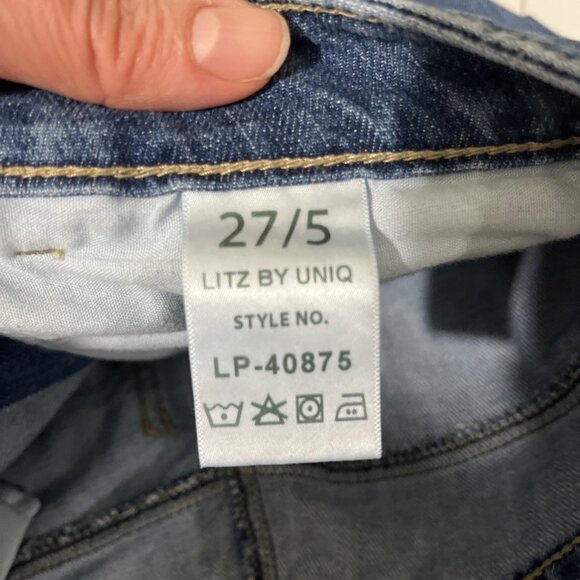 27/5
LITZ BY UNIQ
STYLE NO.
LP-40875